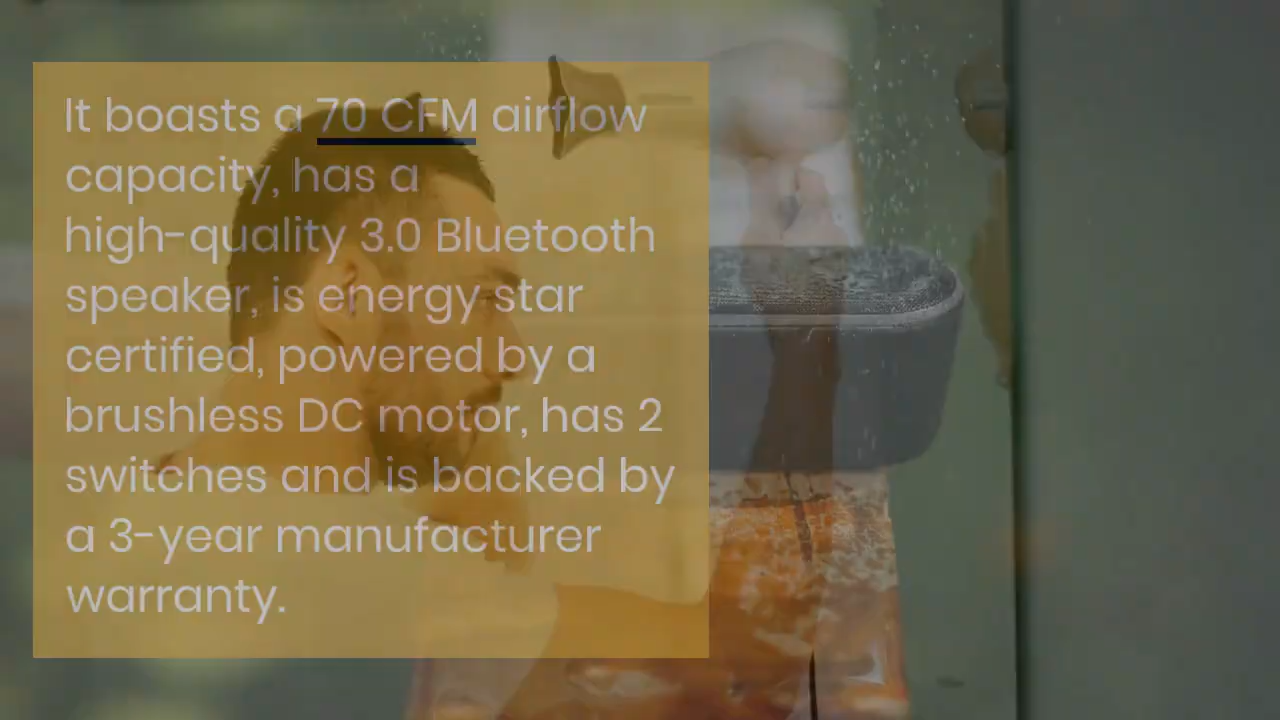 It boasts a 70 CFM airflow
capacity, has a
high-quality 3.0 Bluetooth
speaker, is energy star
certified, powered by a
brushless DC motor, has 2
switches and is backed by
a 3-year manufacturer
warranty.